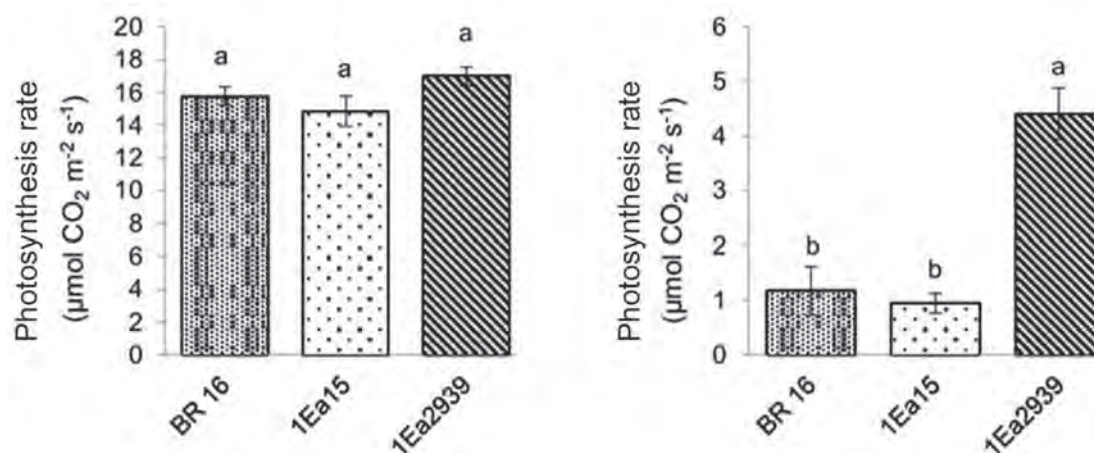 Photosynthesis rate
(µmol CO₂ m⁻² s⁻¹)
20
18
16
14
12
10
8
6
4
2
0
a
a
a
BR 16
1Ea15
1Ea2939
Photosynthesis rate
(µmol CO₂ m⁻² s⁻¹)
6
5
4
3
2
1
0
b
b
a
BR 16
1Ea15
1Ea2939